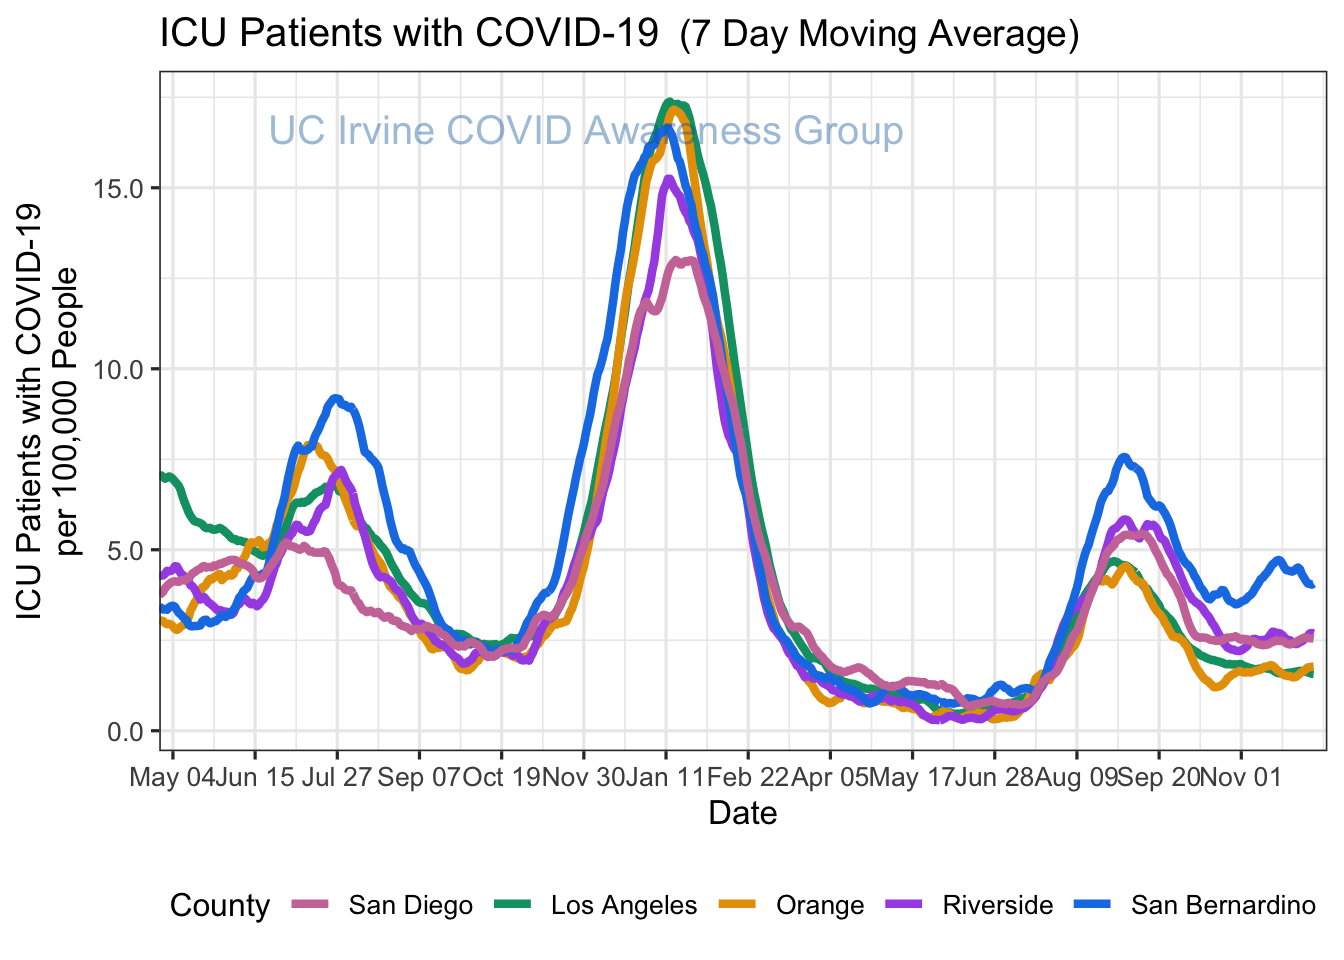 ICU Patients with COVID-19 (7 Day Moving Average)
UC Irvine COVID Awareness Group
ICU Patients with COVID-19
per 100,000 People
15.0
10.0
5.0
0.0
May 04 Jun 15 Jul 27 Sep 07 Oct 19 Nov 30 Jan 11 Feb 22 Apr 05 May 17 Jun 28 Aug 09 Sep 20 Nov 01
Date
County San Diego Los Angeles Orange Riverside San Bernardino